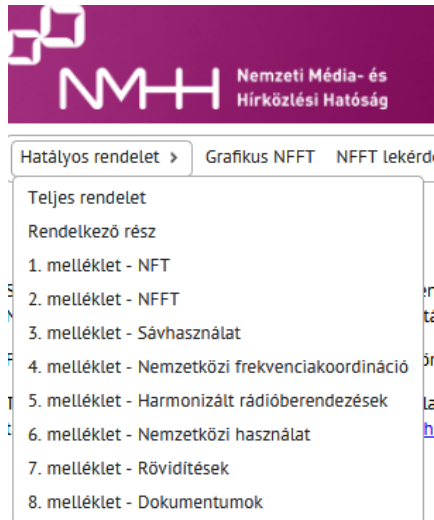 NMHH
Nemzeti Média- és
Hírközlési Hatóság
Hatályos rendelet > Grafikus NFFT NFFT
Teljes rendelet
Rendelkező rész
1. melléklet - NFT
2. melléklet - NFFT
3. melléklet - Sávhasználat
4. melléklet - Nemzetközi frekvenciakoordináció
5. melléklet - Harmonizált rádióberendezések
6. melléklet - Nemzetközi használat
7. melléklet - Rövidítések
8. melléklet - Dokumentumok